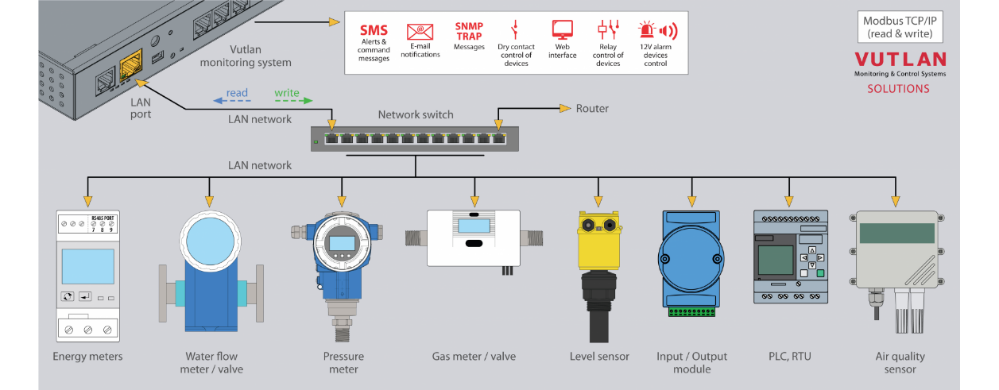 SMS
Alerts &
command
messages
E-mail
notifications
SNMP
TRAP
Messages
Dry contact
control of
devices
Web
interface
Relay
control of
devices
12V alarm
devices
control
Modbus TCP/IP
(read & write)
VUTLAN
Monitoring & Control Systems
SOLUTIONS
Vutlan
monitoring system
LAN
port
read
write
LAN network
Network switch
Router
LAN network
RS485 PORT
7 8 9
Energy meters
Water flow
meter / valve
Pressure
meter
Gas meter / valve
Level sensor
Input / Output
module
PLC, RTU
Air quality
sensor